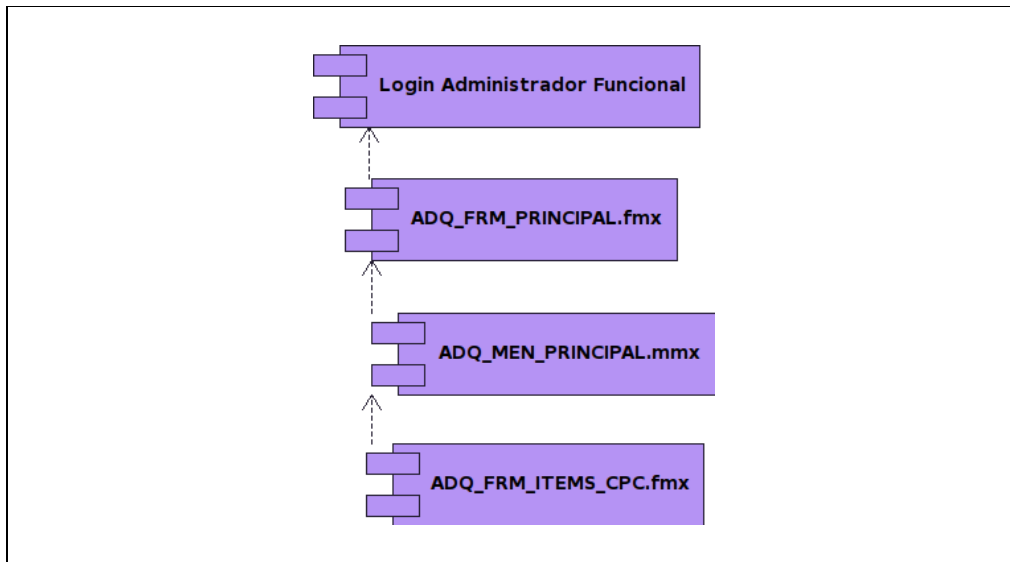 Login Administrador Funcional
ADQ_FRM_PRINCIPAL.fmx
ADQ_MEN_PRINCIPAL.mmx
ADQ_FRM_ITEMS_CPC.fmx